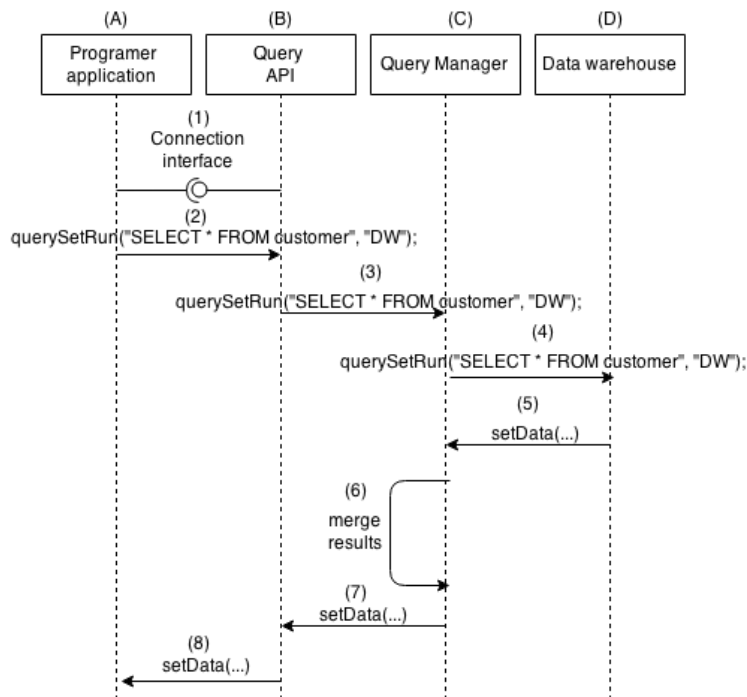 (A) (B) (C) (D)
Programer
application
Query
API
Query Manager
Data warehouse
(1)
Connection
interface
(2)
querySetRun("SELECT * FROM customer", "DW");
(3)
querySetRun("SELECT * FROM customer", "DW");
(4)
querySetRun("SELECT * FROM customer", "DW");
(5)
setData(...)
(6)
merge
results
(7)
setData(...)
(8)
setData(...)